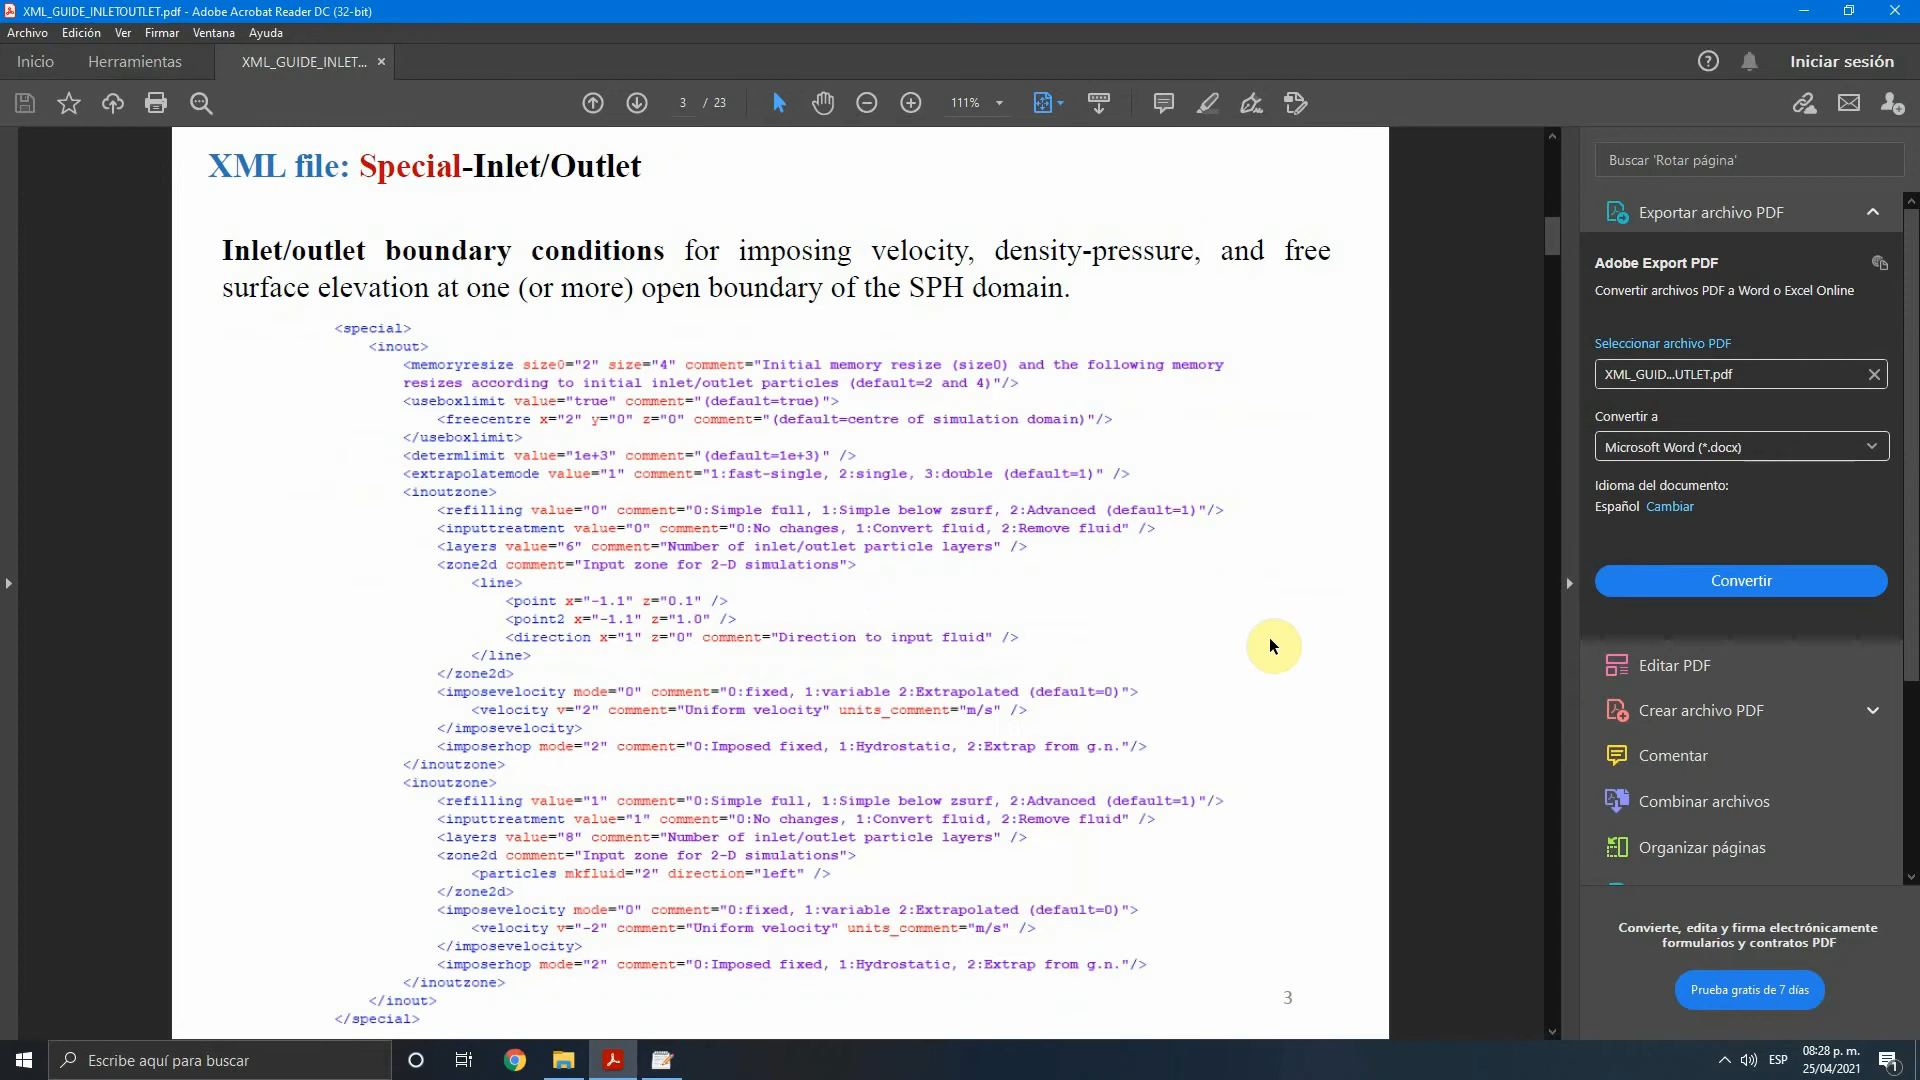 XML_GUIDE_INLETOUTLET.pdf - Adobe Acrobat Reader DC (32-bit)
Archivo Edición Ver Firmar Ventana Ayuda
Inicio Herramientas XML_GUIDE_INLET... × Iniciar sesión
3 / 23 111%
XML file: Special-Inlet/Outlet
Inlet/outlet boundary conditions for imposing velocity, density-pressure, and free
surface elevation at one (or more) open boundary of the SPH domain.
<special>
<inout>
<memoryresize size0="2" size="4" comment="Initial memory resize (size0) and the following memory
resizes according to initial inlet/outlet particles (default=2 and 4)"/>
<useboxlimit value="true" comment="(default=true)">
<freecentre x="2" y="0" z="0" comment="(default=centre of simulation domain)"/>
</useboxlimit>
<determlimit value="1e+3" comment="(default=1e+3)" />
<extrapolatemode value="1" comment="1:fast-single, 2:single, 3:double (default=1)" />
<inoutzone>
<refilling value="0" comment="0:Simple full, 1:Simple below zsurf, 2:Advanced (default=1)"/>
<inputtreatment value="0" comment="0:No changes, 1:Convert fluid, 2:Remove fluid" />
<layers value="6" comment="Number of inlet/outlet particle layers" />
<zone2d comment="Input zone for 2-D simulations">
<line>
<point x="-1.1" z="0.1" />
<point2 x="-1.1" z="1.0" />
<direction x="1" z="0" comment="Direction to input fluid" />
</line>
</zone2d>
<imposevelocity mode="0" comment="0:fixed, 1:variable 2:Extrapolated (default=0)">
<velocity v="2" comment="Uniform velocity" units_comment="m/s" />
</imposevelocity>
<imposerhop mode="2" comment="0:Imposed fixed, 1:Hydrostatic, 2:Extrap from g.n."/>
</inoutzone>
<inoutzone>
<refilling value="1" comment="0:Simple full, 1:Simple below zsurf, 2:Advanced (default=1)"/>
<inputtreatment value="1" comment="0:No changes, 1:Convert fluid, 2:Remove fluid" />
<layers value="8" comment="Number of inlet/outlet particle layers" />
<zone2d comment="Input zone for 2-D simulations">
<particles mkfluid="2" direction="left" />
</zone2d>
<imposevelocity mode="0" comment="0:fixed, 1:variable 2:Extrapolated (default=0)">
<velocity v="-2" comment="Uniform velocity" units_comment="m/s" />
</imposevelocity>
<imposerhop mode="2" comment="0:Imposed fixed, 1:Hydrostatic, 2:Extrap from g.n."/>
</inoutzone>
</inout>
</special>
3
Buscar 'Rotar página'
Exportar archivo PDF
Adobe Export PDF
Convertir archivos PDF a Word o Excel Online
Seleccionar archivo PDF
XML_GUID...UTLET.pdf
Convertir a
Microsoft Word (*.docx)
Idioma del documento:
Español Cambiar
Convertir
Editar PDF
Crear archivo PDF
Comentar
Combinar archivos
Organizar páginas
Convierte, edita y firma electrónicamente
formularios y contratos PDF
Prueba gratis de 7 días
Escribe aquí para buscar
ESP
08:28 p. m.
25/04/2021
1